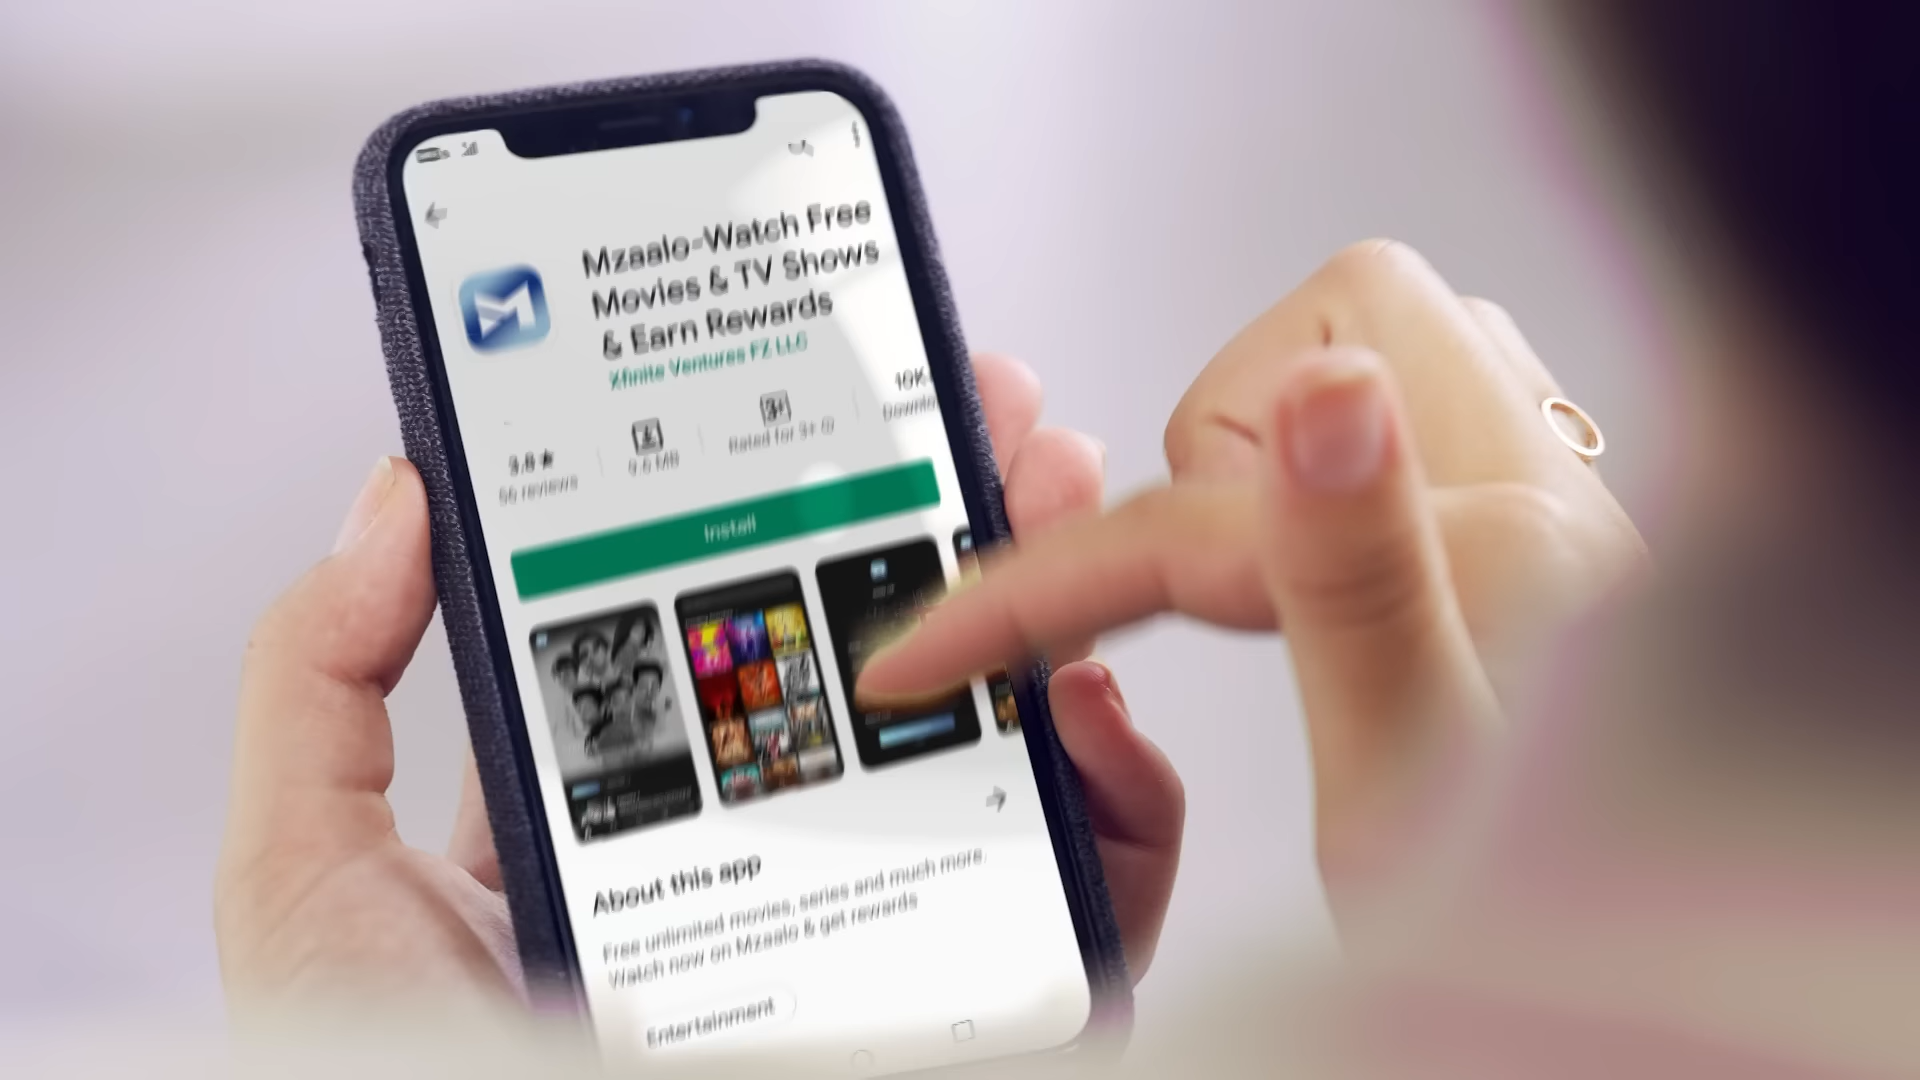 Mzaalo-Watch Free
Movies & TV Shows
& Earn Rewards
Xfinite Ventures FZ LLC
3.8★
56 reviews
9.6 MB
3+
Rated for 3+
10K
Downlo
Install
About this app
Free unlimited movies, series and much more.
Watch now on Mzaalo & get rewards
Entertainment